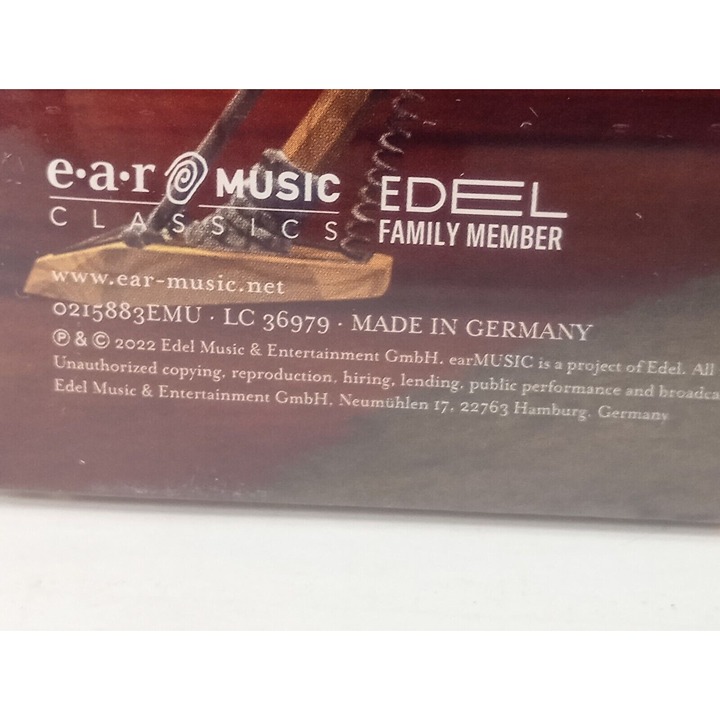 e·a·r MUSIC
CLASSICS
EDEL
FAMILY MEMBER
www.ear-music.net
0215883EMU · LC 36979 · MADE IN GERMANY
℗ & © 2022 Edel Music & Entertainment GmbH. earMUSIC is a project of Edel. All
Unauthorized copying, reproduction, hiring, lending, public performance and broadca
Edel Music & Entertainment GmbH, Neumühlen 17, 22763 Hamburg, Germany